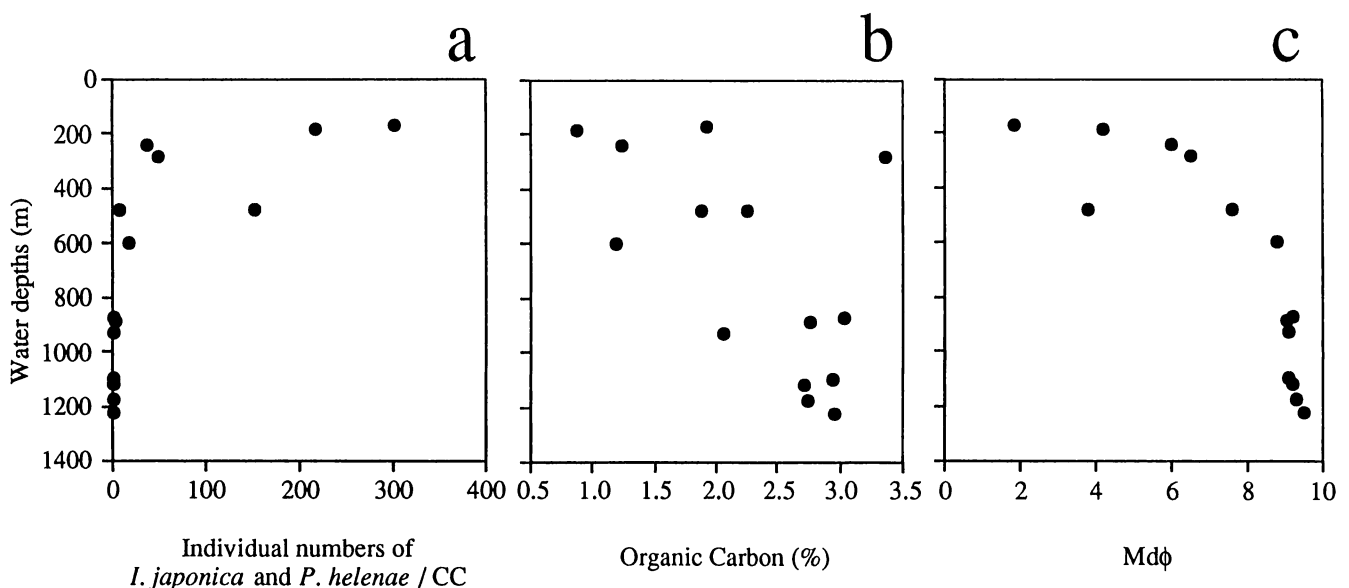 a
b
c
0
200
400
600
800
1000
1200
1400
Water depths (m)
0 100 200 300 400
0.5 1.0 1.5 2.0 2.5 3.0 3.5
0 2 4 6 8 10
Individual numbers of
I. japonica and P. helenae / CC
Organic Carbon (%)
Mdϕ